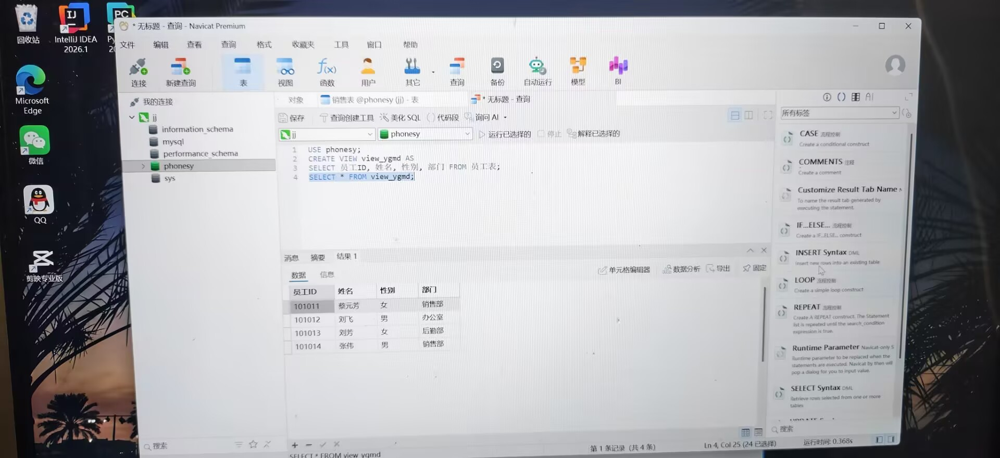 回收站
IntelliJ IDEA
2026.1
PC
Microsoft
Edge
微信
QQ
剪映专业版
* 无标题 - 查询 - Navicat Premium
文件 编辑 查看 查询 格式 收藏夹 工具 窗口 帮助
连接 新建查询 表 视图 函数 用户 其它 查询 备份 自动运行 模型 BI
我的连接
jj
information_schema
mysql
performance_schema
phonesy
sys
搜索
对象 销售表 @phonesy (jj) - 表 * 无标题 - 查询
保存 查询创建工具 美化 SQL 代码段 询问 AI
jj phonesy 运行已选择的 停止 解释已选择的
1 USE phonesy;
2 CREATE VIEW view_ygmd AS
3 SELECT 员工ID, 姓名, 性别, 部门 FROM 员工表;
4 SELECT * FROM view_ygmd;
消息 摘要 结果 1
数据 信息 单元格编辑器 数据分析 导出 固定
员工ID 姓名 性别 部门
101011 蔡元芳 女 销售部
101012 刘飞 男 办公室
101013 刘芳 女 后勤部
101014 张伟 男 销售部
SELECT * FROM view_ygmd
第 1 条记录 (共 4 条)
Ln 4, Col 25 (24 已选择)
运行时间: 0.368s
所有标签
CASE 流程控制
Create a conditional construct
COMMENTS 注释
Create a comment
Customize Result Tab Name
To name the result tab generated by
executing the statement.
IF...ELSE... 流程控制
Create a IF...ELSE... construct
INSERT Syntax DML
Insert new rows into an existing table
LOOP 流程控制
Create a simple loop construct
REPEAT 流程控制
Create A REPEAT construct. The Statement
list is repeated until the search_condition
expression is true.
Runtime Parameter Navicat-only S
Runtime parameter to be replaced when the
statements are executed. Navicat by then will
pop a dialog for you to input value.
SELECT Syntax DML
Retrieve rows selected from one or more
tables
搜索